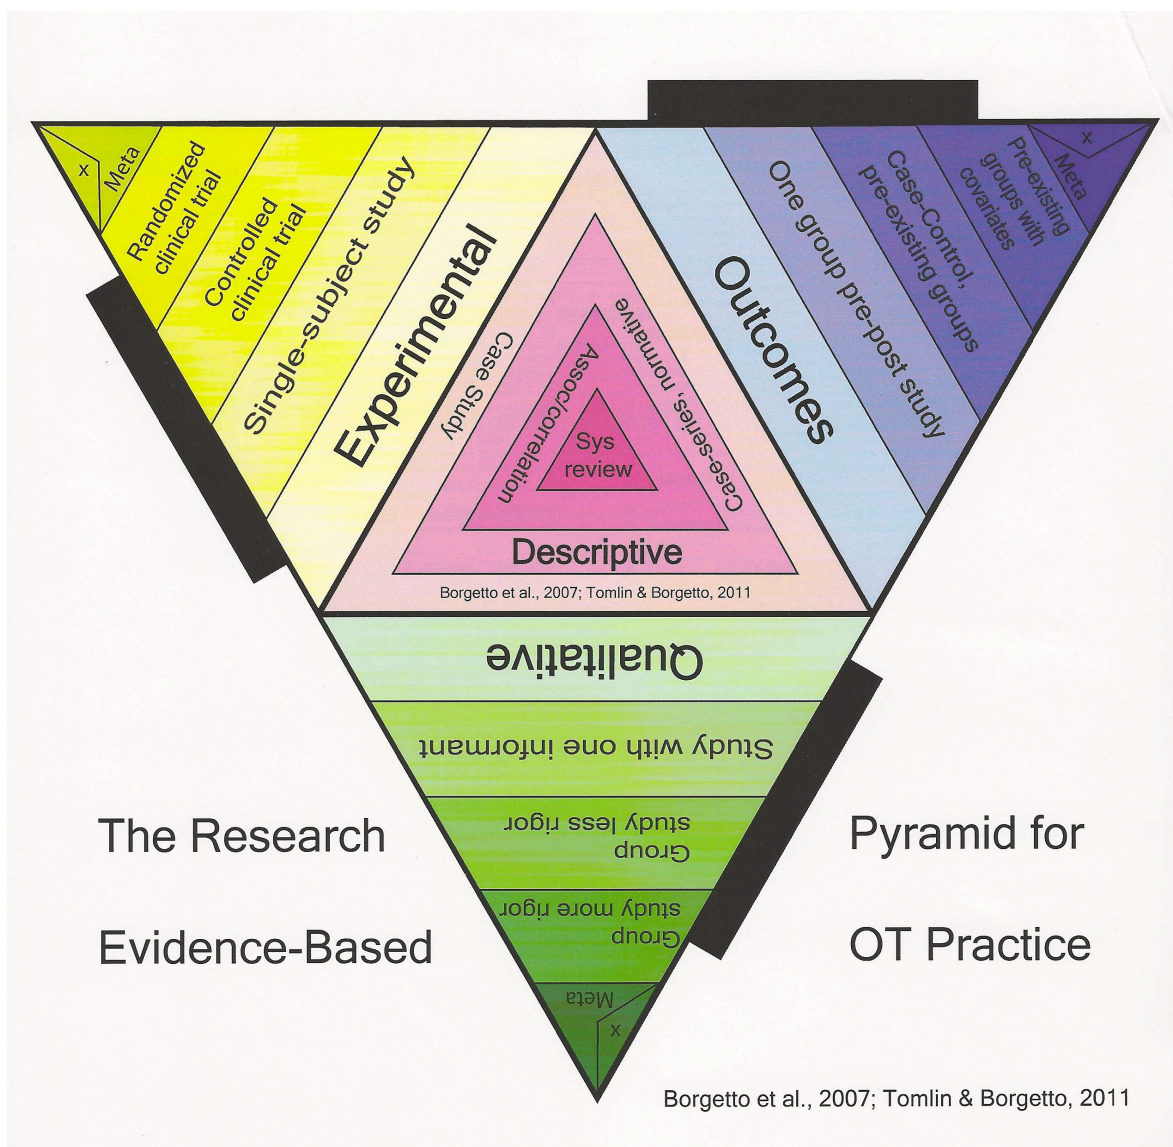 x
Meta
Randomized
clinical trial
Controlled
clinical trial
Single-subject study
Experimental
Case Study
Case-series, normative
Assoc/correlation
Sys
review
Descriptive
Borgetto et al., 2007; Tomlin & Borgetto, 2011
Outcomes
One group pre-post study
Case-Control,
pre-existing groups
Pre-existing
groups with
covariates
Meta
x
Qualitative
Study with one informant
Group
study less rigor
Group
study more rigor
Meta
x
The Research
Evidence-Based
Pyramid for
OT Practice
Borgetto et al., 2007; Tomlin & Borgetto, 2011